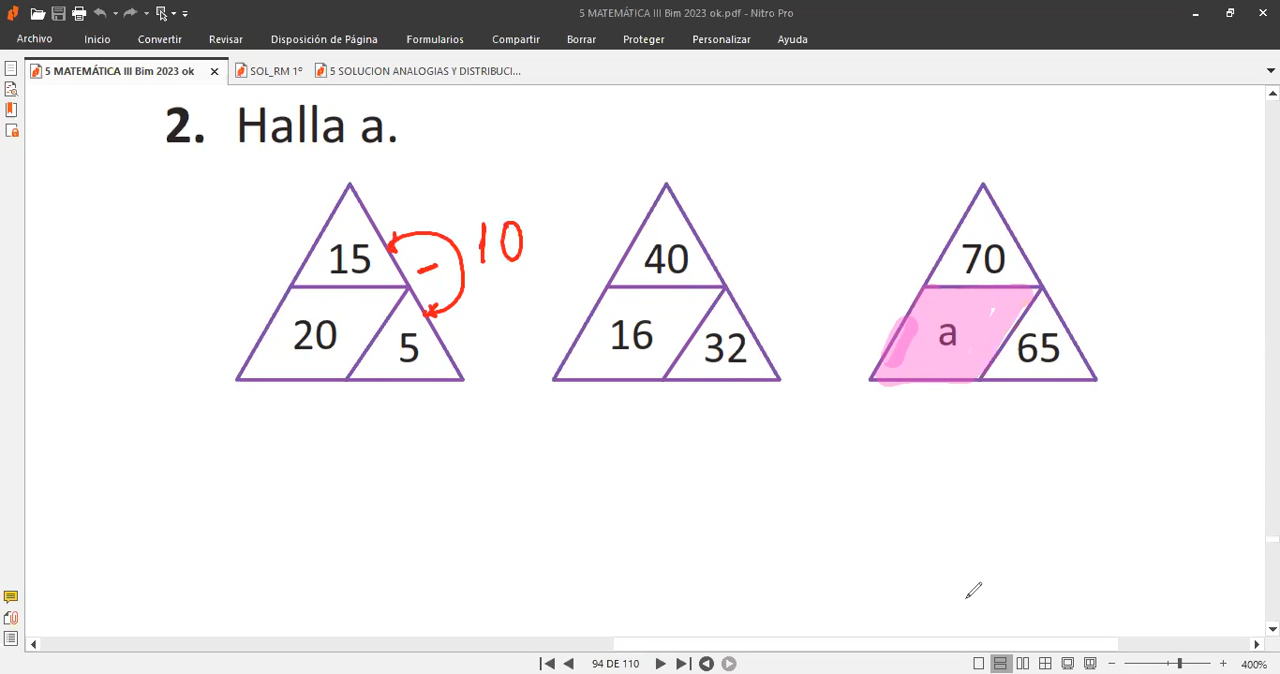 5 MATEMÁTICA III Bim 2023 ok.pdf - Nitro Pro
Archivo Inicio Convertir Revisar Disposición de Página Formularios Compartir Borrar Proteger Personalizar Ayuda
5 MATEMÁTICA III Bim 2023 ok SOL_RM 1º 5 SOLUCION ANALOGIAS Y DISTRIBUCI...
2. Halla a.
15 - 10 40 70
20 5 16 32 a 65
94 DE 110 400%